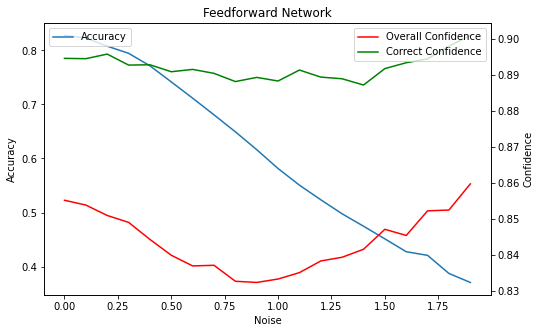 Feedforward Network
Accuracy
Overall Confidence
Correct Confidence
0.8
0.7
0.6
0.5
0.4
Accuracy
0.90
0.89
0.88
0.87
0.86
0.85
0.84
0.83
Confidence
0.00 0.25 0.50 0.75 1.00 1.25 1.50 1.75
Noise